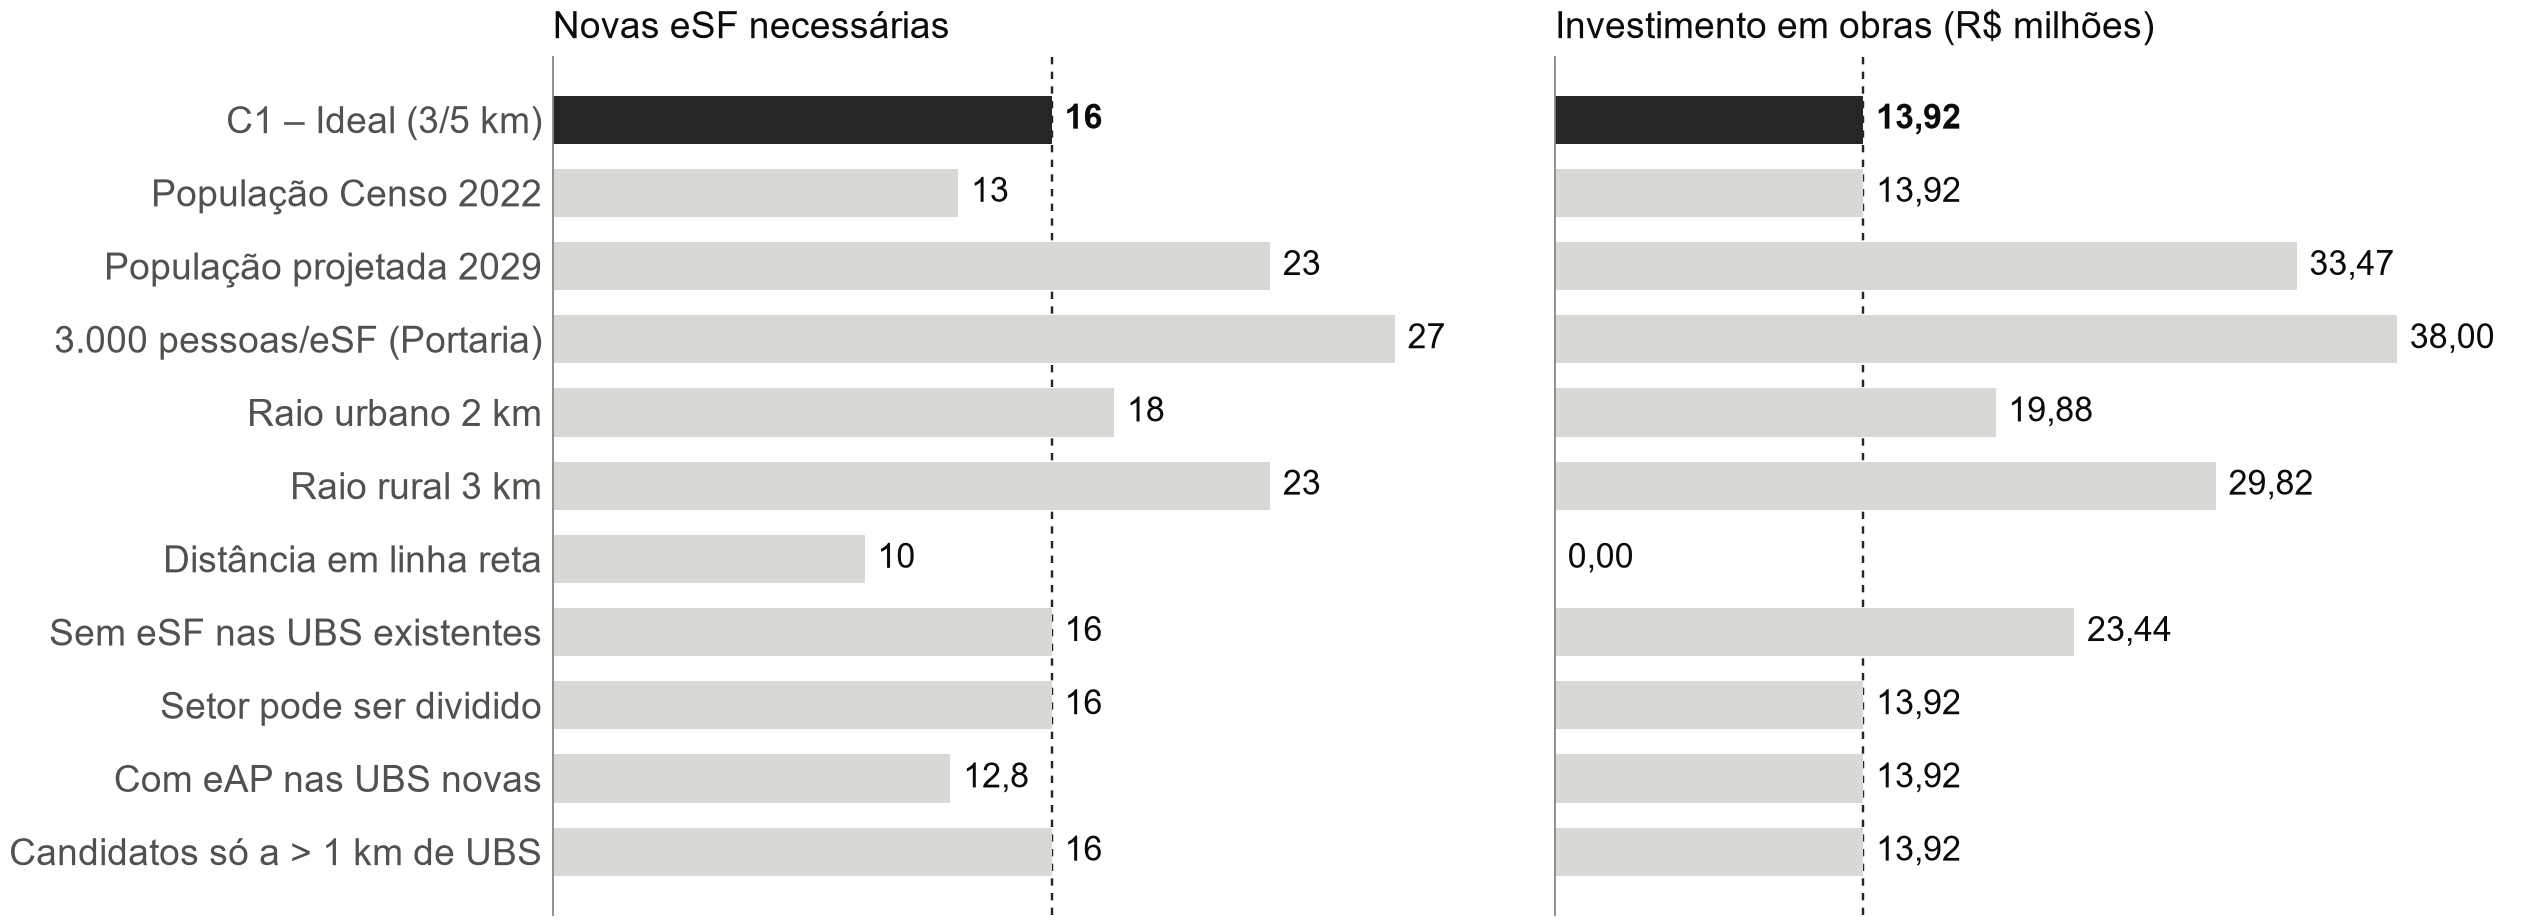 Novas eSF necessárias
Investimento em obras (R$ milhões)
C1 – Ideal (3/5 km) 16 13,92
População Censo 2022 13 13,92
População projetada 2029 23 33,47
3.000 pessoas/eSF (Portaria) 27 38,00
Raio urbano 2 km 18 19,88
Raio rural 3 km 23 29,82
Distância em linha reta 10 0,00
Sem eSF nas UBS existentes 16 23,44
Setor pode ser dividido 16 13,92
Com eAP nas UBS novas 12,8 13,92
Candidatos só a > 1 km de UBS 16 13,92